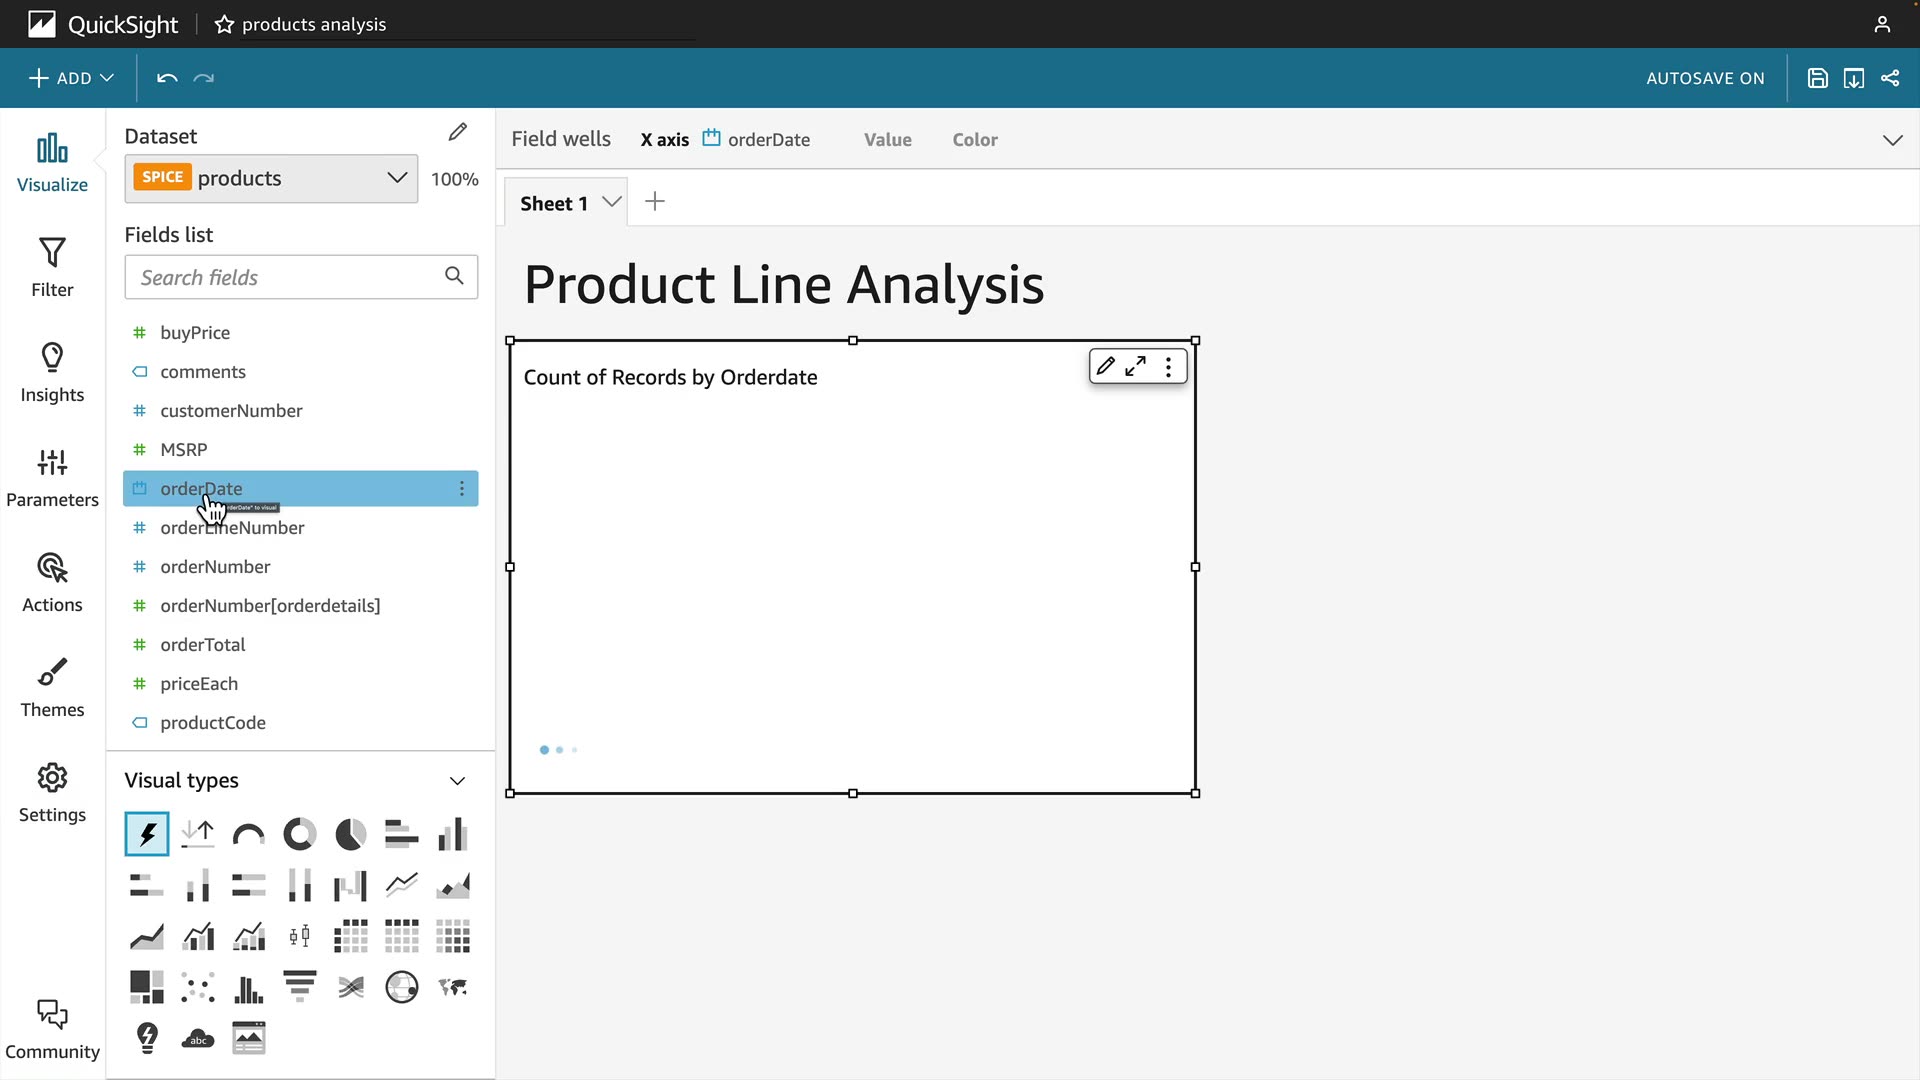 QuickSight
products analysis
ADD
AUTOSAVE ON
Visualize
Filter
Insights
Parameters
Actions
Themes
Settings
Community
Dataset
SPICE products
100%
Fields list
Search fields
buyPrice
comments
customerNumber
MSRP
orderDate
orderLineNumber
orderNumber
orderNumber[orderdetails]
orderTotal
priceEach
productCode
Visual types
abc
Field wells X axis orderDate Value Color
Sheet 1
Product Line Analysis
Count of Records by Orderdate